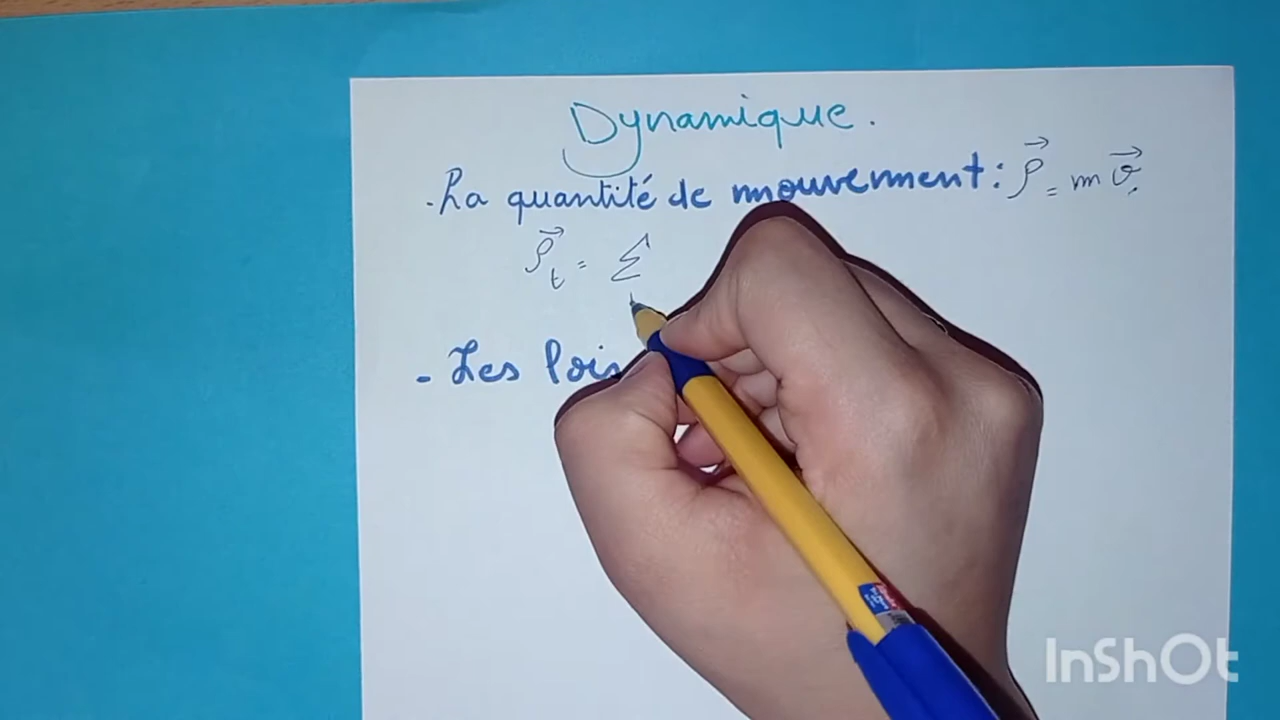 Dynamique.
. La quantité de mouvement : P⃗ = m v⃗.
P⃗t = Σ
- Les lois
InShOt